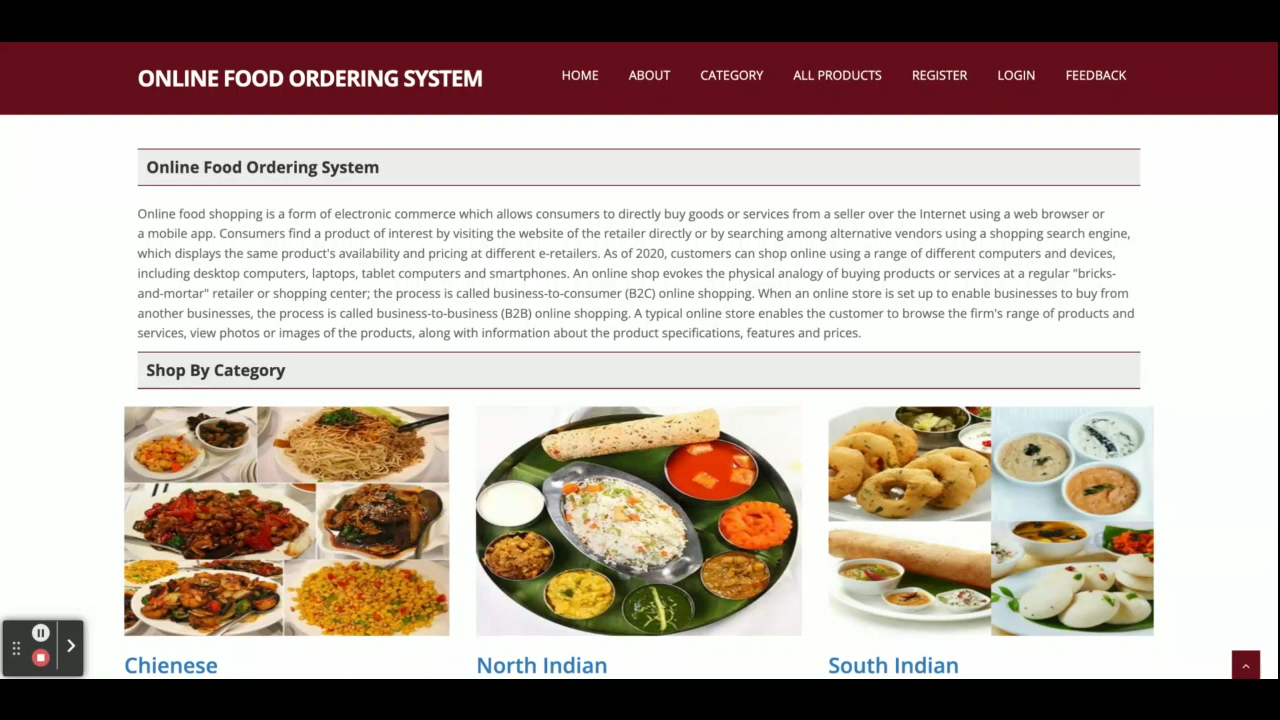 ONLINE FOOD ORDERING SYSTEM
HOME ABOUT CATEGORY ALL PRODUCTS REGISTER LOGIN FEEDBACK
Online Food Ordering System
Online food shopping is a form of electronic commerce which allows consumers to directly buy goods or services from a seller over the Internet using a web browser or
a mobile app. Consumers find a product of interest by visiting the website of the retailer directly or by searching among alternative vendors using a shopping search engine,
which displays the same product's availability and pricing at different e-retailers. As of 2020, customers can shop online using a range of different computers and devices,
including desktop computers, laptops, tablet computers and smartphones. An online shop evokes the physical analogy of buying products or services at a regular "bricks-
and-mortar" retailer or shopping center; the process is called business-to-consumer (B2C) online shopping. When an online store is set up to enable businesses to buy from
another businesses, the process is called business-to-business (B2B) online shopping. A typical online store enables the customer to browse the firm's range of products and
services, view photos or images of the products, along with information about the product specifications, features and prices.
Shop By Category
Chienese
North Indian
South Indian